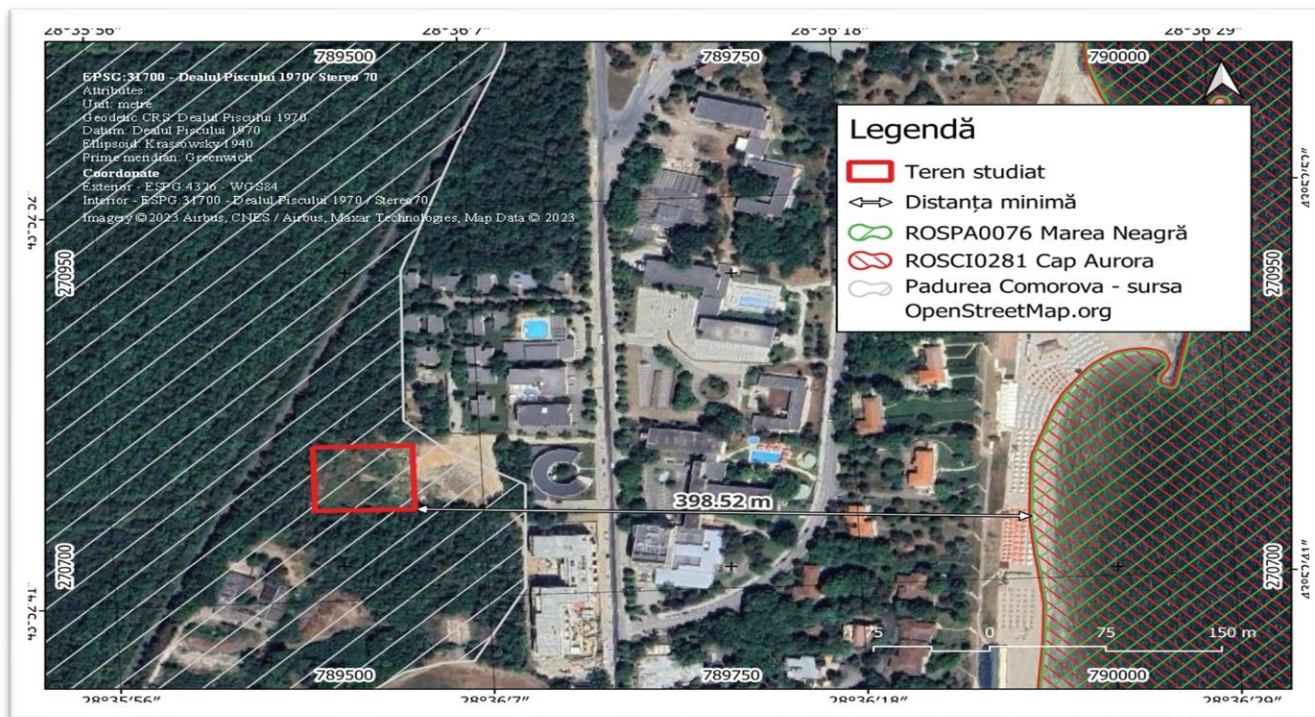 28°35′56″ 28°36′7″ 28°36′18″ 28°36′29″
789500 789750 790000
EPSG:31700 - Dealul Piscului 1970/ Stereo 70
Attributes:
Unit: metre
Geodetic CRS: Dealul Piscului 1970
Datum: Dealul Piscului 1970
Ellipsoid: Krassowsky 1940
Prime meridian: Greenwich
Coordonate
Exterior - ESPG:4326 - WGS84
Interior - ESPG:31700 - Dealul Piscului 1970 / Stereo70
Imagery ©2023 Airbus, CNES / Airbus, Maxar Technologies, Map Data © 2023
Legendă
Teren studiat
Distanța minimă
ROSPA0076 Marea Neagră
ROSCI0281 Cap Aurora
Padurea Comorova - sursa
OpenStreetMap.org
270950 270950
398.52 m
270700 270700
75 0 75 150 m
789500 789750 790000
28°35′56″ 28°36′7″ 28°36′18″ 28°36′29″